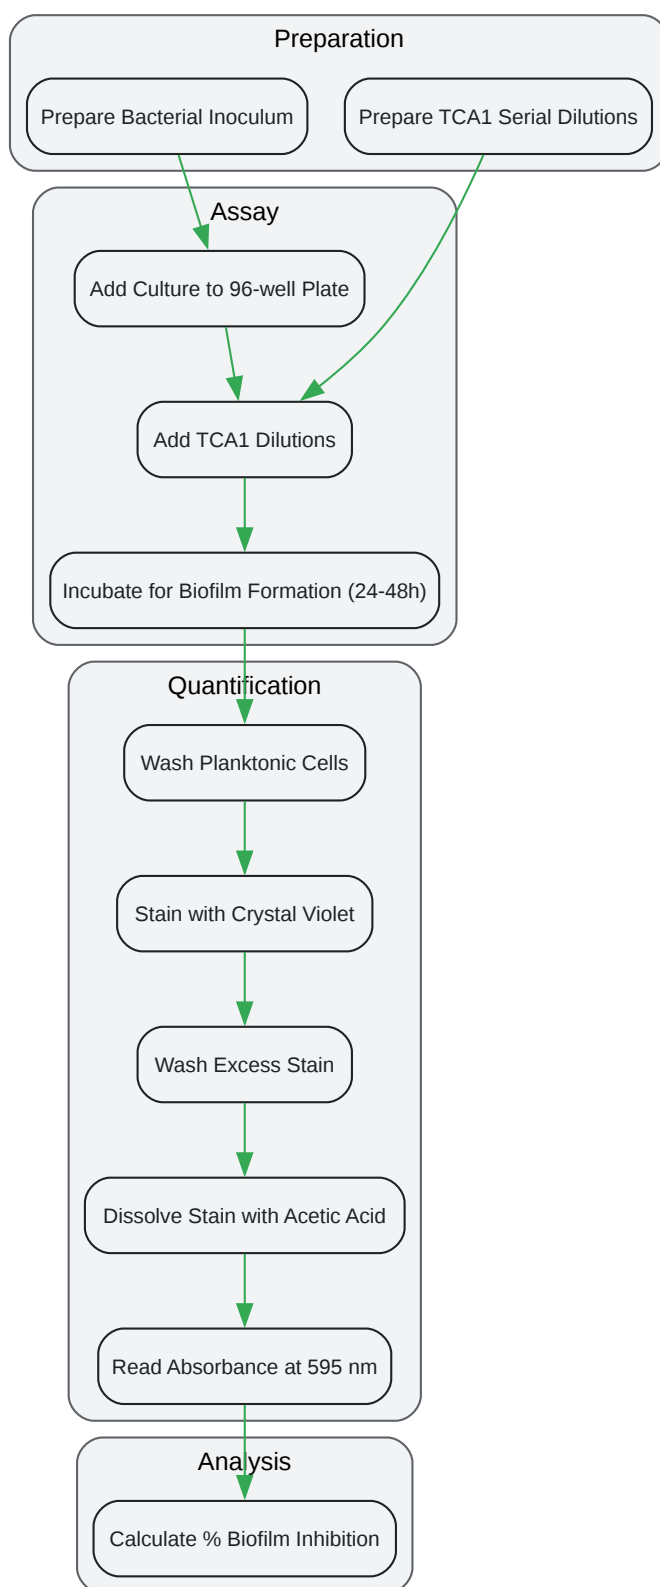 Preparation
Prepare Bacterial Inoculum
Prepare TCA1 Serial Dilutions
Assay
Add Culture to 96-well Plate
Add TCA1 Dilutions
Incubate for Biofilm Formation (24-48h)
Quantification
Wash Planktonic Cells
Stain with Crystal Violet
Wash Excess Stain
Dissolve Stain with Acetic Acid
Read Absorbance at 595 nm
Analysis
Calculate % Biofilm Inhibition